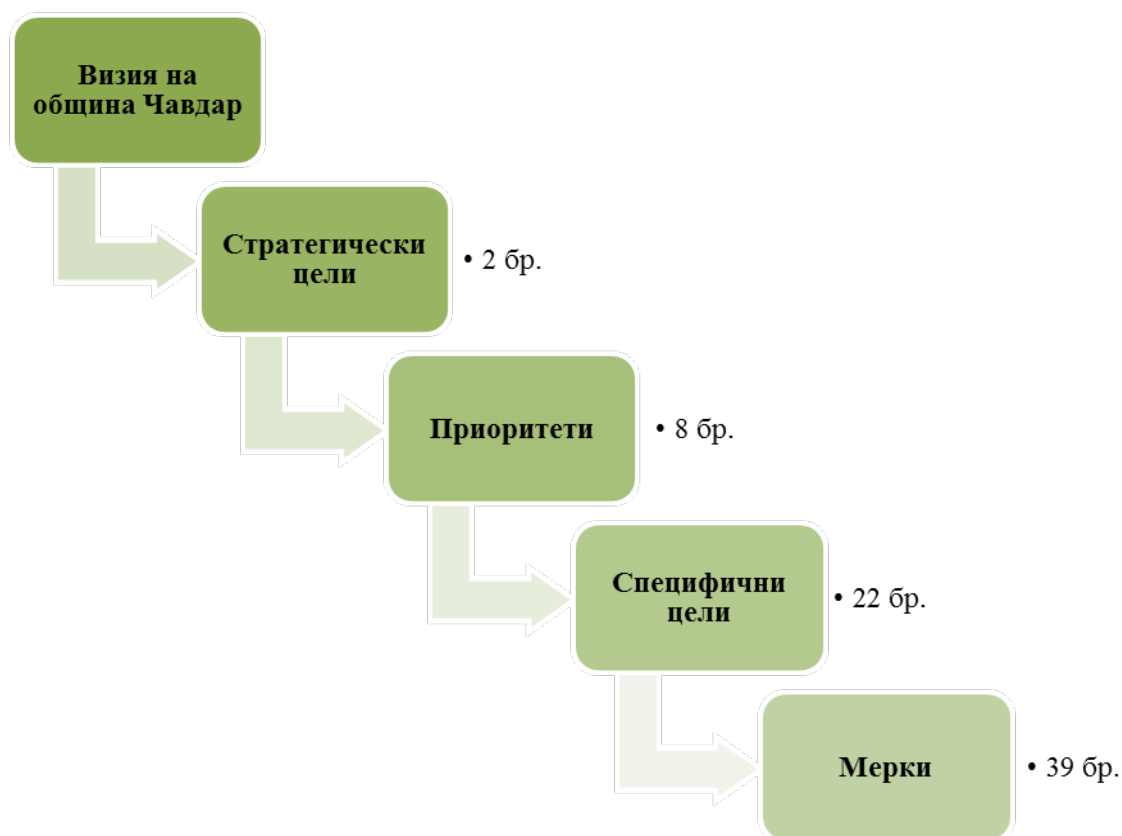 Визия на
община Чавдар
Стратегически
цели
• 2 бр.
Приоритети
• 8 бр.
Специфични
цели
• 22 бр.
Мерки
• 39 бр.